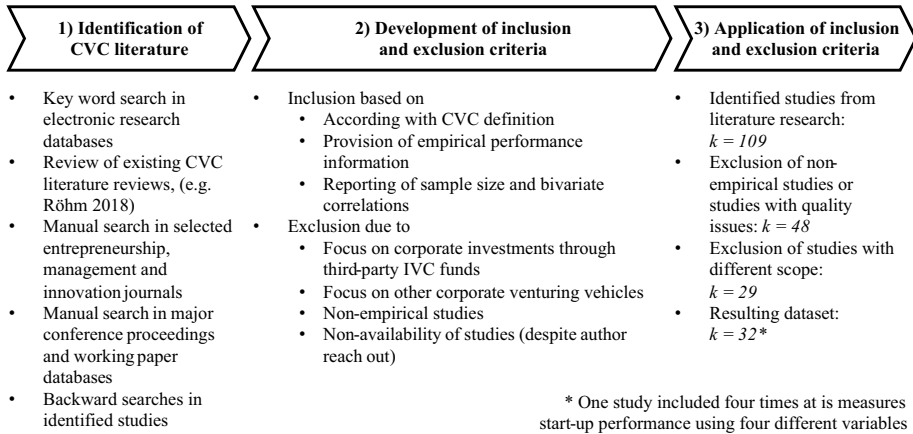 1) Identification of
CVC literature
• Key word search in
electronic research
databases
• Review of existing CVC
literature reviews, (e.g.
Röhm 2018)
• Manual search in selected
entrepreneurship,
management and
innovation journals
• Manual search in major
conference proceedings
and working paper
databases
• Backward searches in
identified studies
2) Development of inclusion
and exclusion criteria
• Inclusion based on
• According with CVC definition
• Provision of empirical performance
information
• Reporting of sample size and bivariate
correlations
• Exclusion due to
• Focus on corporate investments through
third-party IVC funds
• Focus on other corporate venturing vehicles
• Non-empirical studies
• Non-availability of studies (despite author
reach out)
3) Application of inclusion
and exclusion criteria
• Identified studies from
literature research:
k = 109
• Exclusion of non-
empirical studies or
studies with quality
issues: k = 48
• Exclusion of studies with
different scope:
k = 29
• Resulting dataset:
k = 32*
* One study included four times at is measures
start-up performance using four different variables